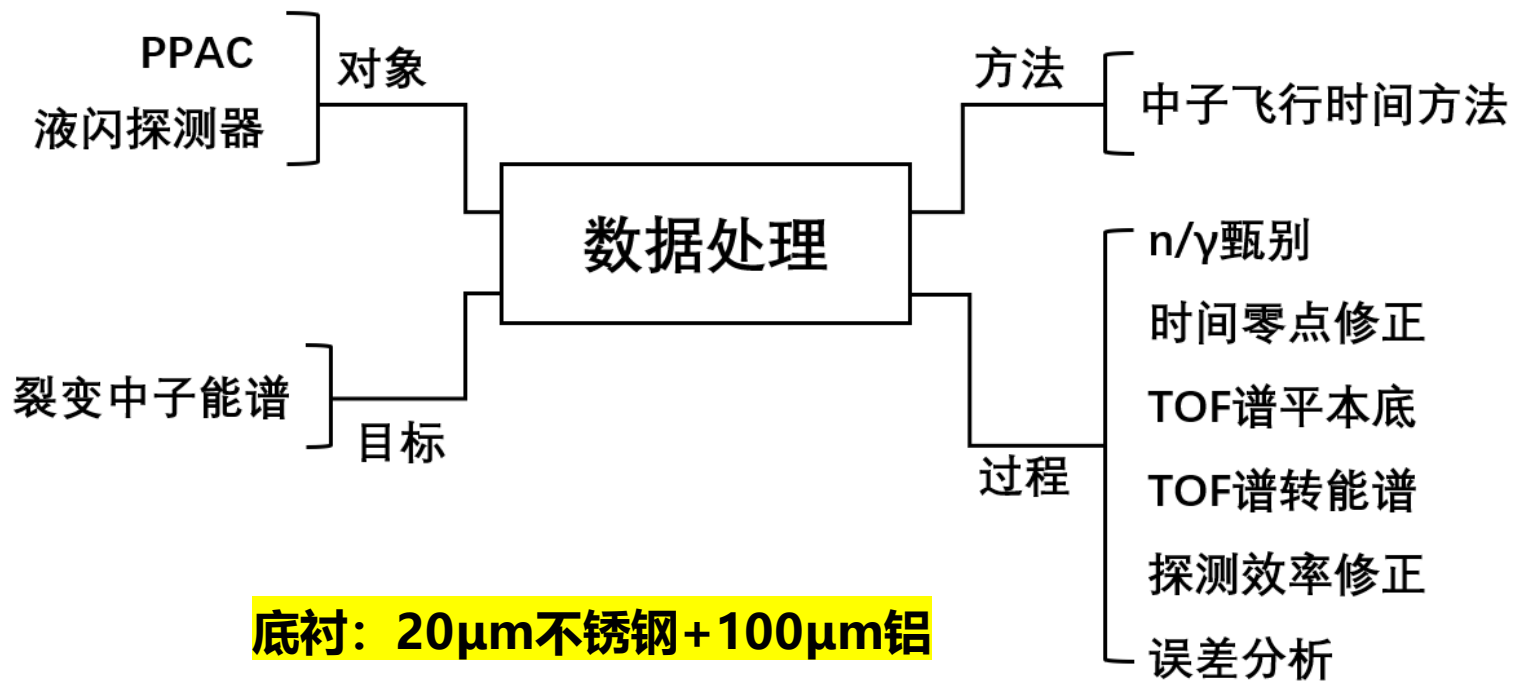 PPAC
液闪探测器
对象
裂变中子能谱
目标
数据处理
方法
中子飞行时间方法
过程
n/γ甄别
时间零点修正
TOF谱平本底
TOF谱转能谱
探测效率修正
误差分析
底衬：20μm不锈钢+100μm铝